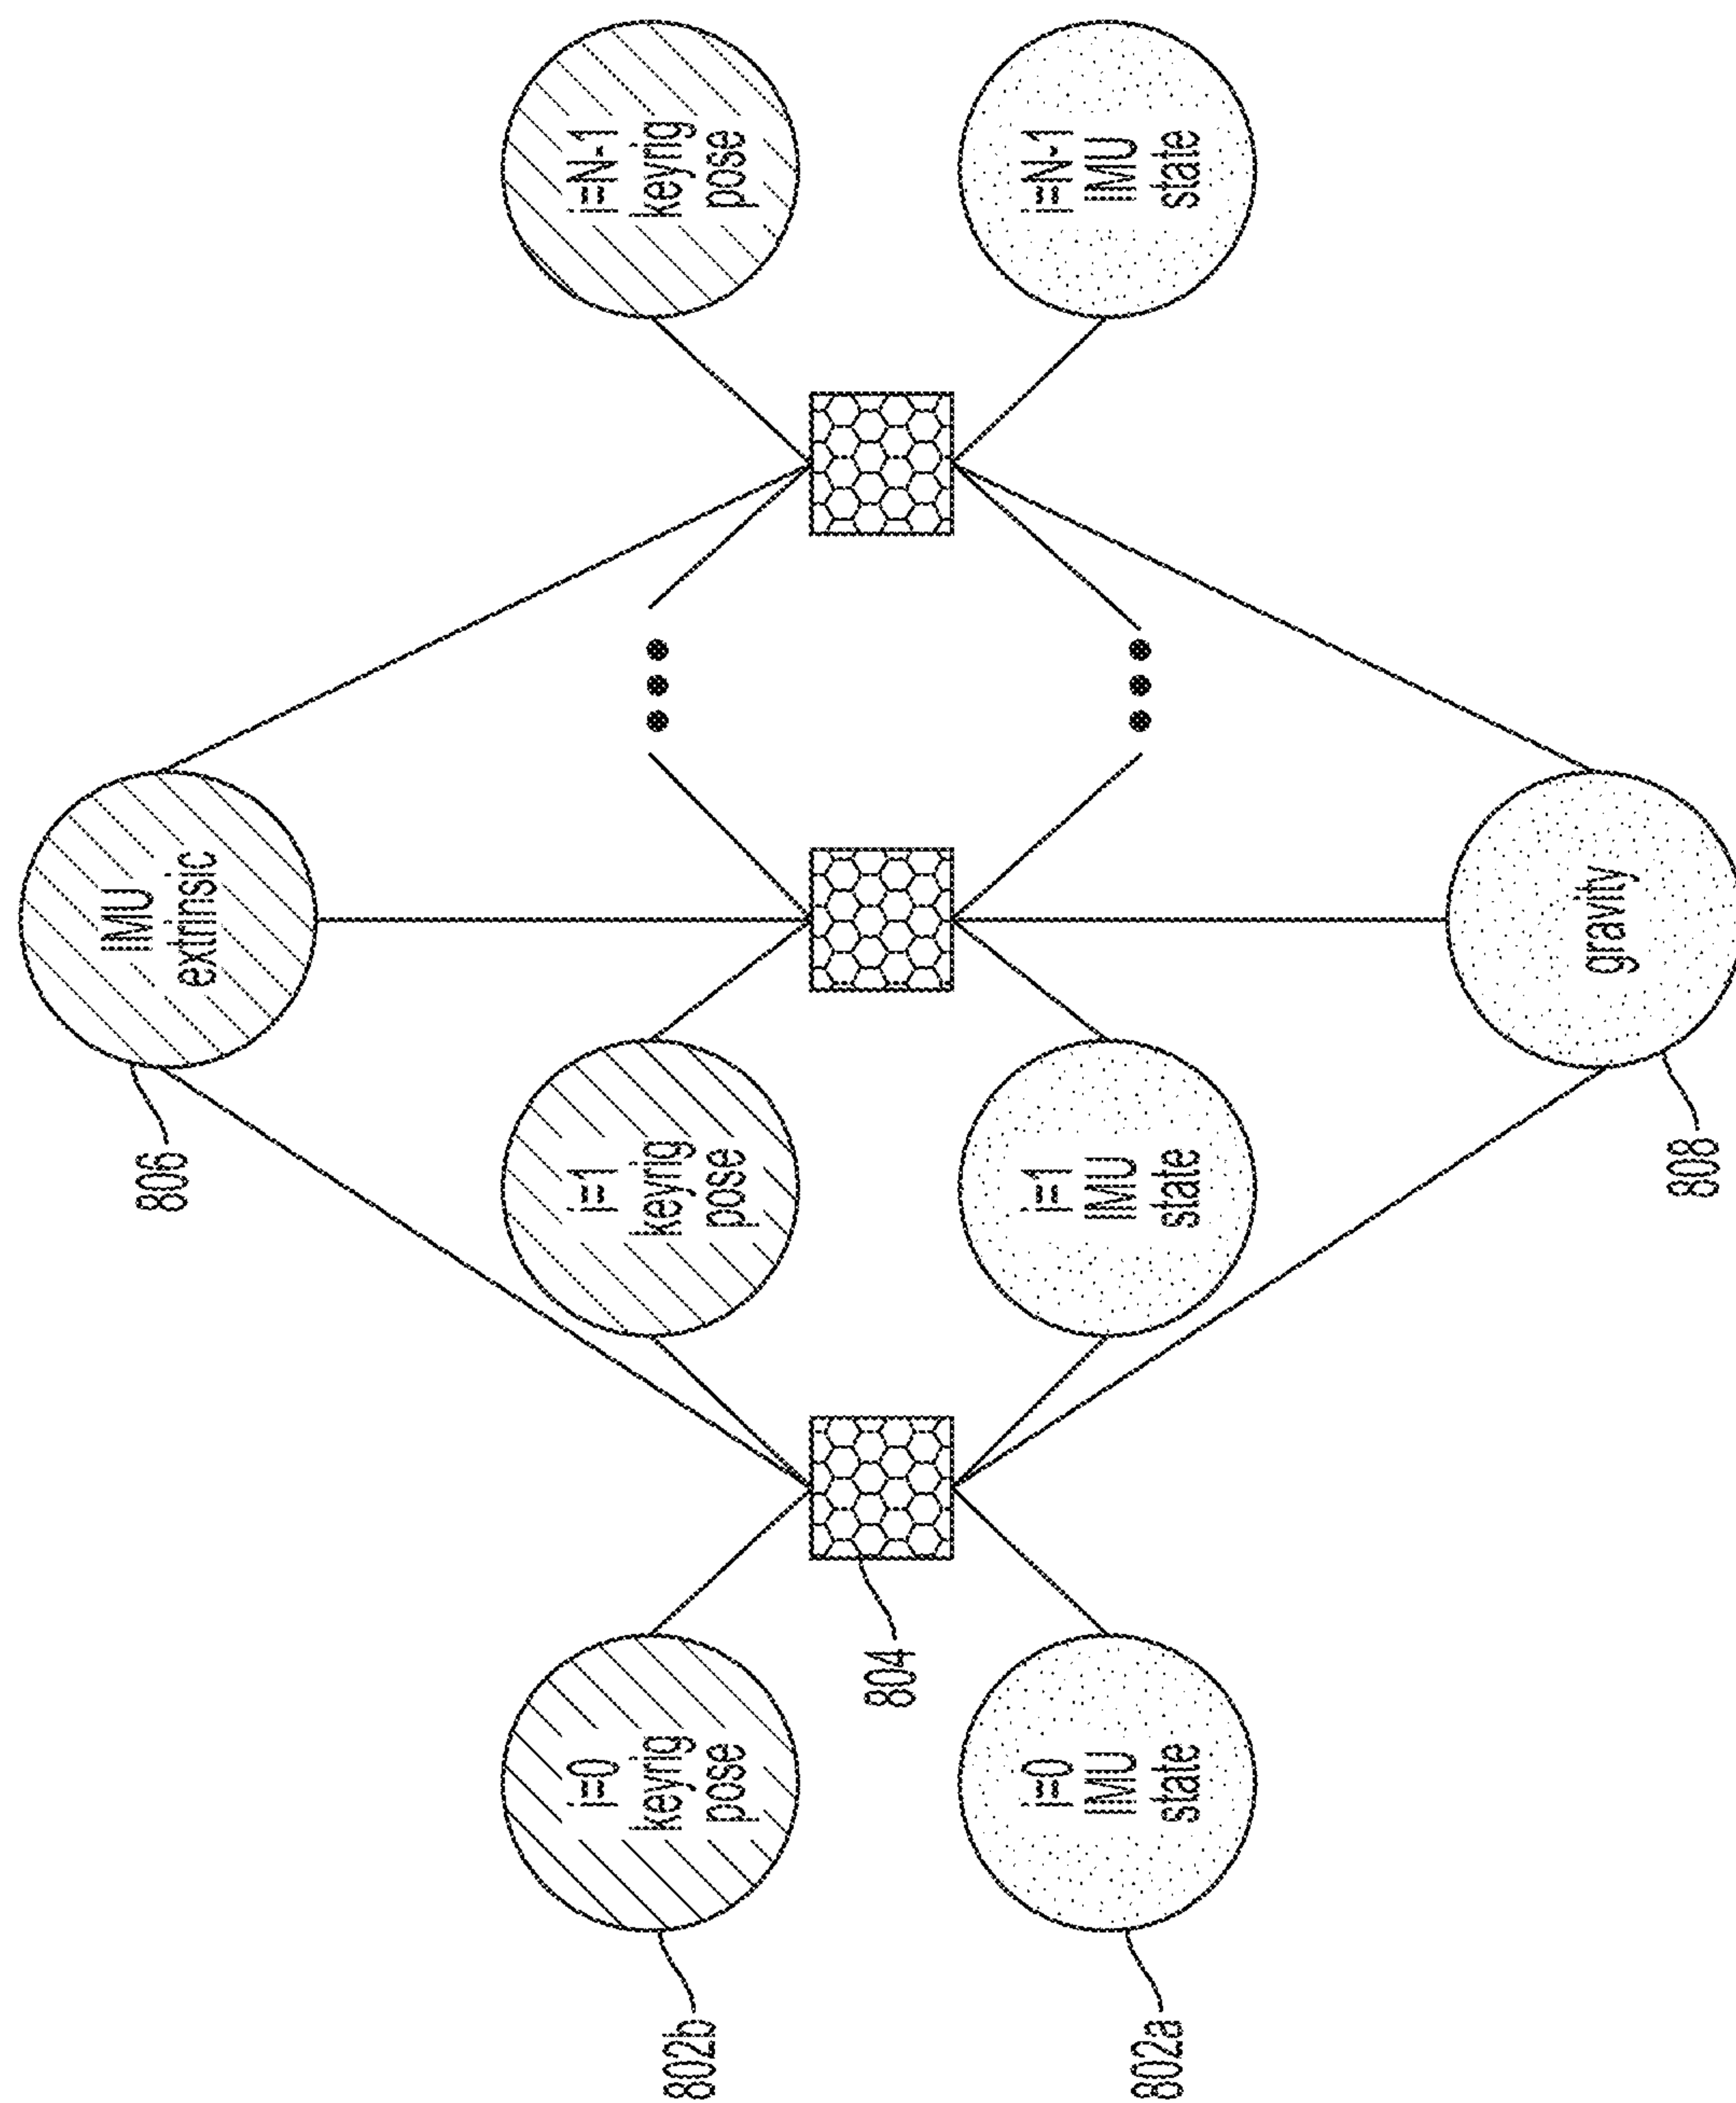 IMU
extrinsic
806
802b
i=0
keyrig
pose
i=1
keyrig
pose
i=N-1
keyrig
pose
804
802a
i=0
IMU
state
i=1
IMU
state
i=N-1
IMU
state
gravity
808